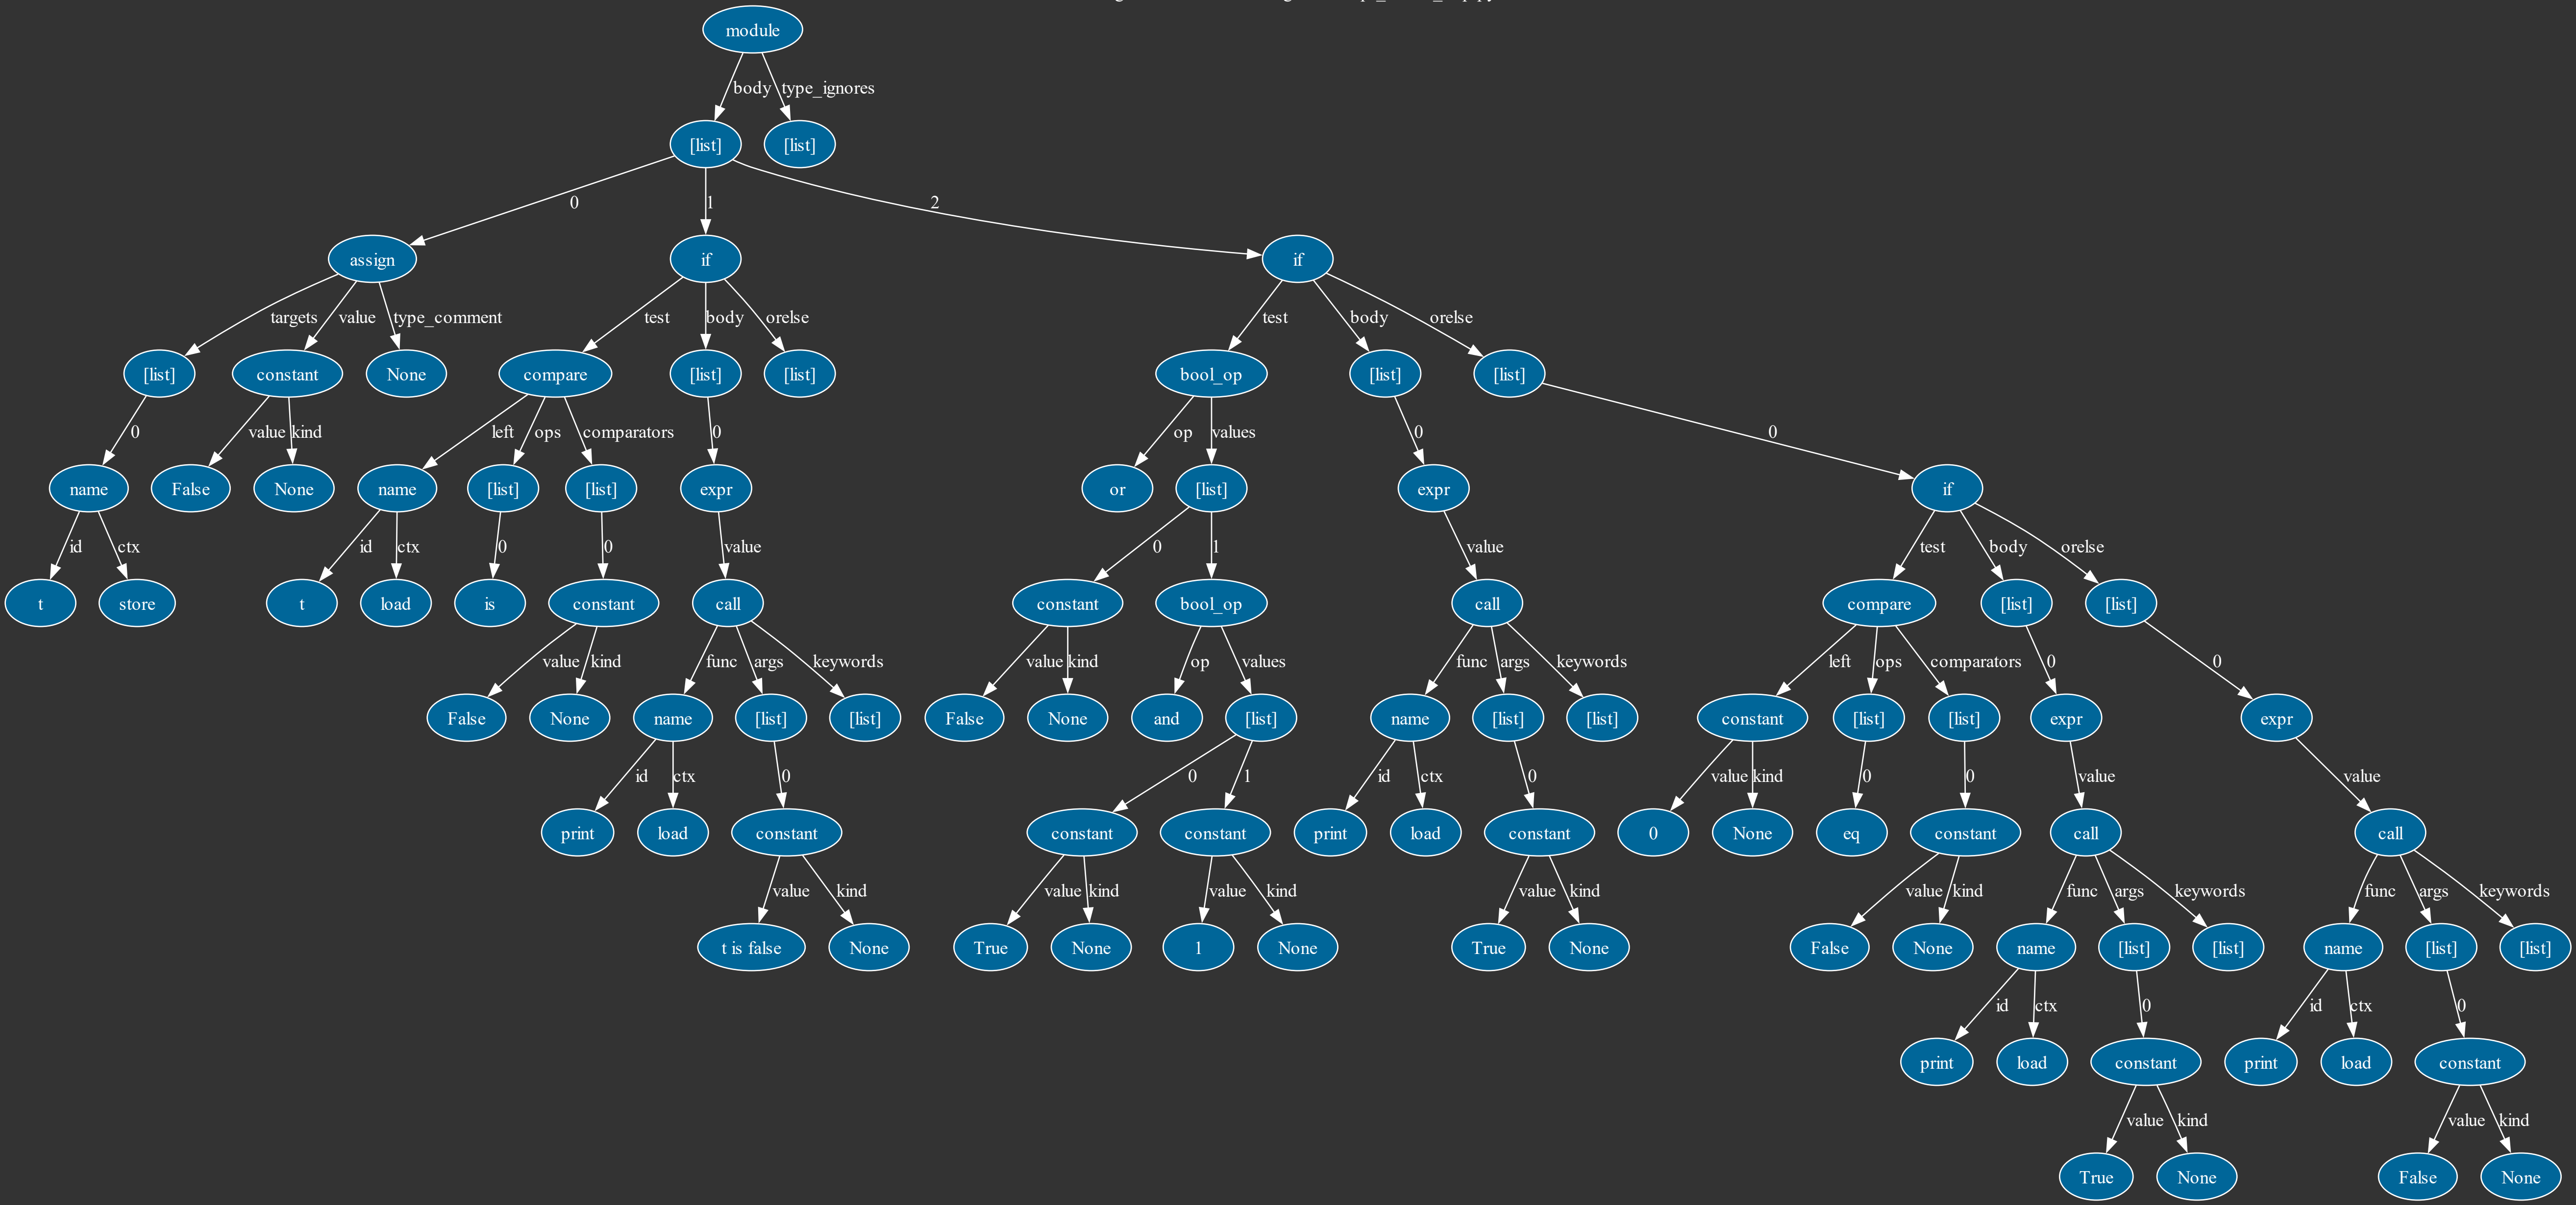 module
body type_ignores
[list] [list]
0 1 2
assign if if
targets value type_comment test body orelse test body orelse
[list] constant None compare [list] [list] bool_op [list] [list]
0 value kind left ops comparators 0 op values 0 0
name False None name [list] [list] expr or [list] expr if
id ctx id ctx 0 0 value 0 1 value test body orelse
t store t load is constant call constant bool_op call compare [list] [list]
value kind func args keywords value kind op values func args keywords left ops comparators 0 0
False None name [list] [list] False None and [list] name [list] [list] constant [list] [list] expr expr
id ctx 0 0 1 id ctx 0 value kind 0 0 value value
print load constant constant constant print load constant 0 None eq constant call call
value kind value kind value kind value kind value kind func args keywords func args keywords
t is false None True None 1 None True None False None name [list] [list] name [list] [list]
id ctx 0 id ctx 0
print load constant print load constant
value kind value kind
True None False None